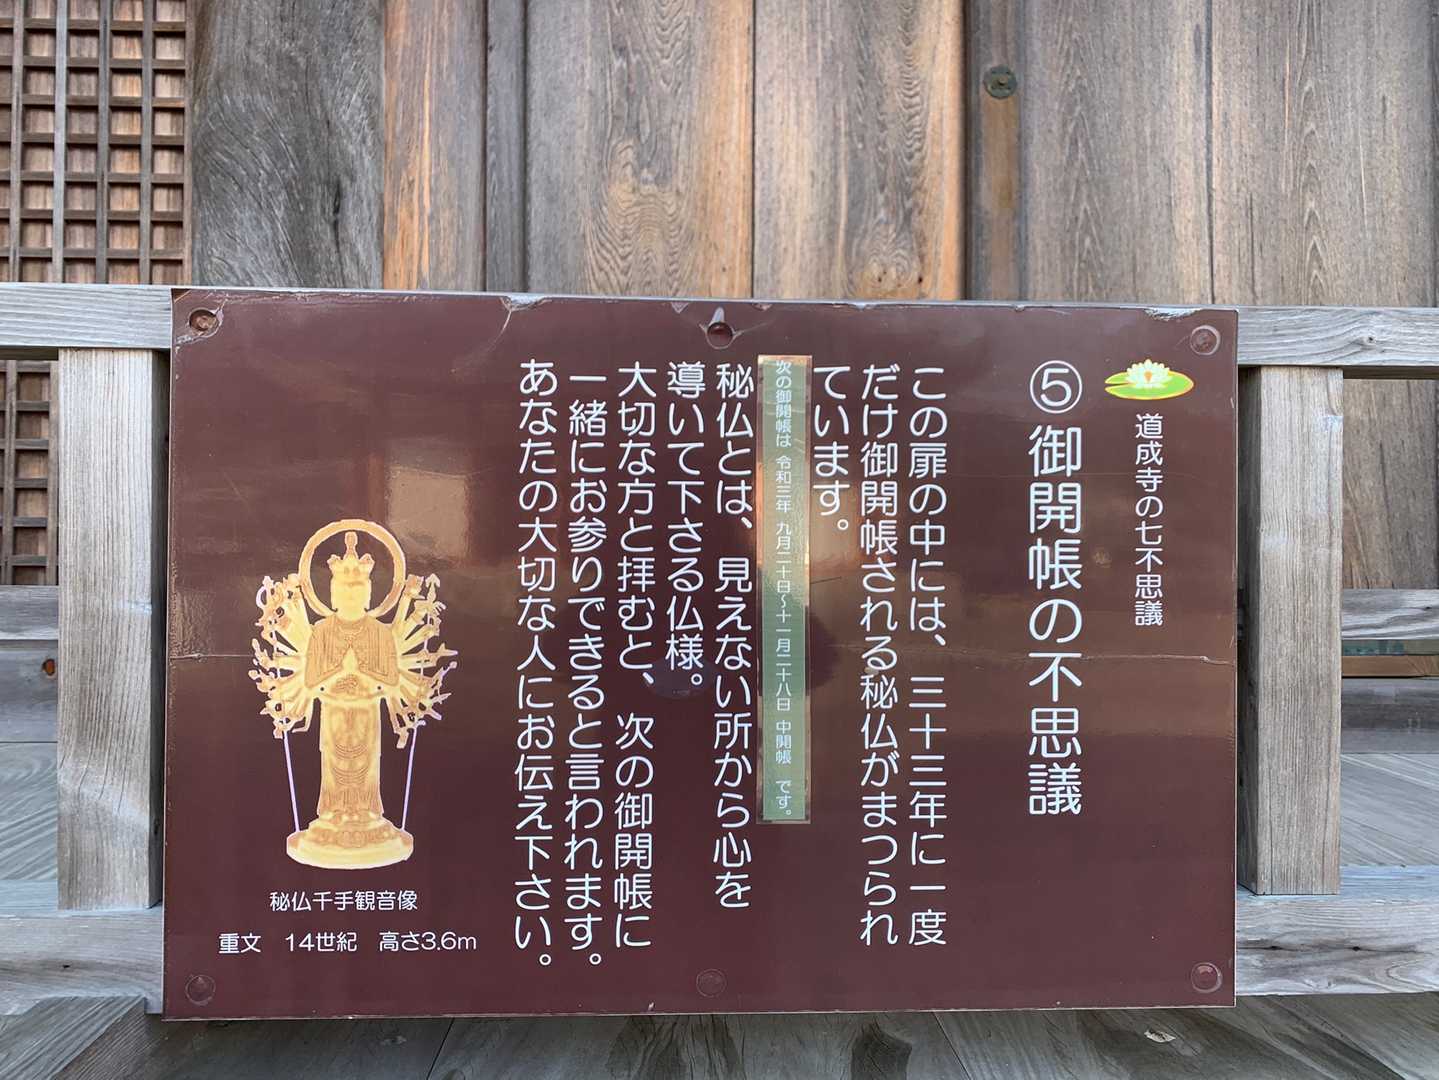 道成寺の七不思議
⑤御開帳の不思議
この扉の中には、三十三年に一度
だけ御開帳される秘仏がまつられ
ています。
次の御開帳は 令和三年 九月二十日~十一月二十八日 中開帳 です。
秘仏とは、見えない所から心を
導いて下さる仏様。
大切な方と拝むと、次の御開帳に
一緒にお参りできると言われます。
あなたの大切な人にお伝え下さい。
秘仏千手観音像
重文 14世紀 高さ3.6m